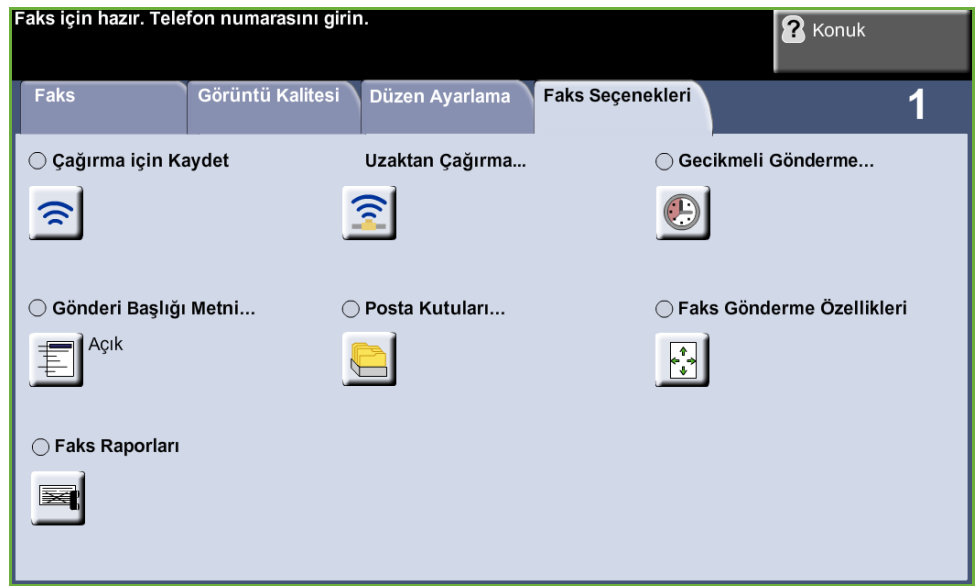 Faks için hazır. Telefon numarasını girin.
Konuk
Faks
Görüntü Kalitesi
Düzen Ayarlama
Faks Seçenekleri
1
Çağırma için Kaydet
Uzaktan Çağırma...
Gecikmeli Gönderme...
Gönderi Başlığı Metni...
Açık
Posta Kutuları...
Faks Gönderme Özellikleri
Faks Raporları